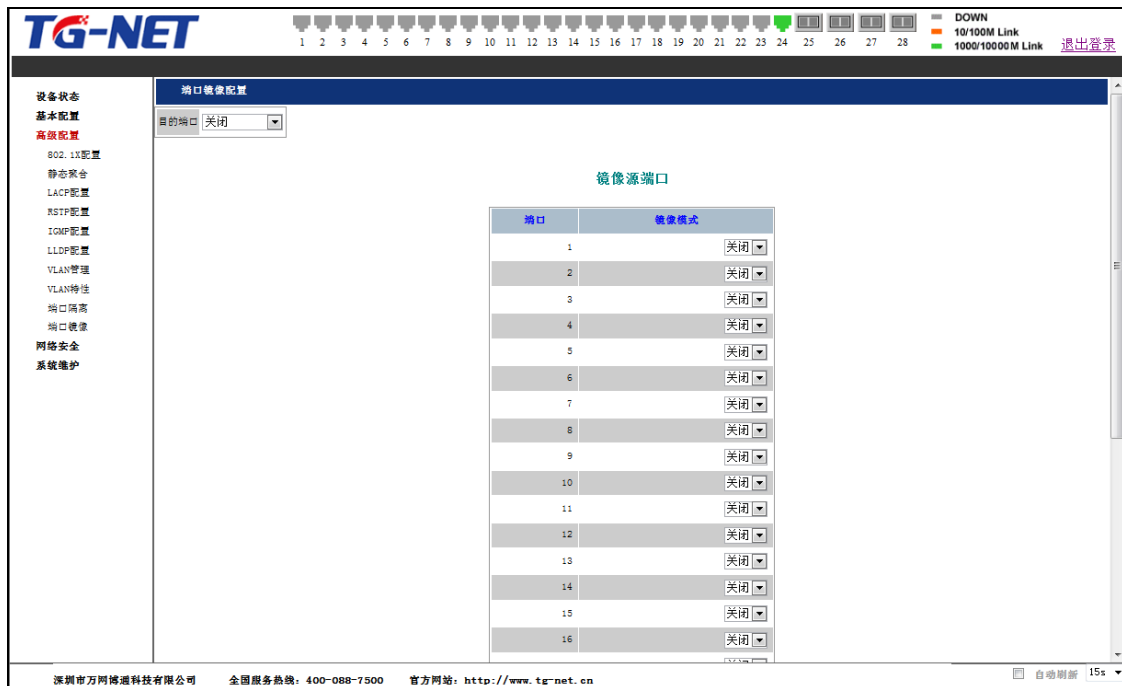 TG-NET
1 2 3 4 5 6 7 8 9 10 11 12 13 14 15 16 17 18 19 20 21 22 23 24 25 26 27 28
DOWN
10/100M Link
1000/10000M Link
退出登录
设备状态
基本配置
高级配置
802.1X配置
静态聚合
LACP配置
RSTP配置
IGMP配置
LLDP配置
VLAN管理
VLAN特性
端口隔离
端口镜像
网络安全
系统维护
端口镜像配置
目的端口 关闭
镜像源端口
端口 镜像模式
1 关闭
2 关闭
3 关闭
4 关闭
5 关闭
6 关闭
7 关闭
8 关闭
9 关闭
10 关闭
11 关闭
12 关闭
13 关闭
14 关闭
15 关闭
16 关闭
自动刷新 15s
深圳市万网博通科技有限公司 全国服务热线: 400-088-7500 官方网站: http://www.tg-net.cn